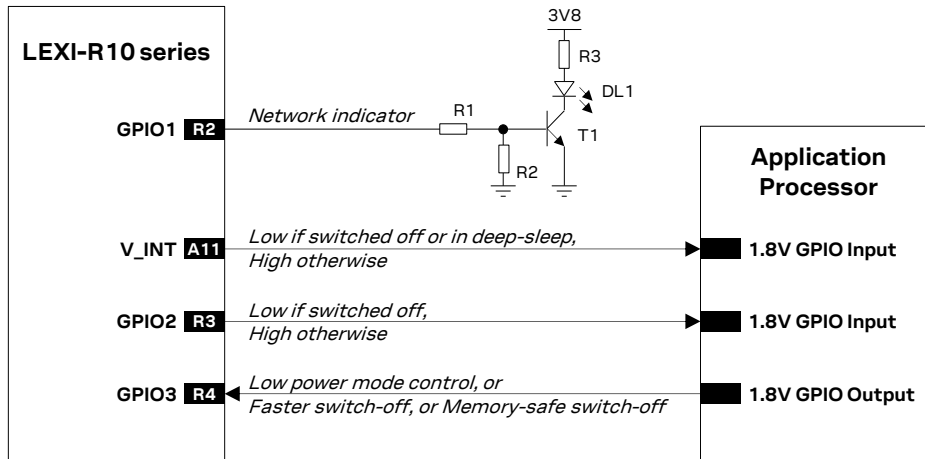 LEXI-R10 series
3V8
R3
DL1
T1
R1
R2
GPIO1 R2 Network indicator
Application
Processor
V_INT A11 Low if switched off or in deep-sleep,
High otherwise
1.8V GPIO Input
GPIO2 R3 Low if switched off,
High otherwise
1.8V GPIO Input
GPIO3 R4 Low power mode control, or
Faster switch-off, or Memory-safe switch-off
1.8V GPIO Output